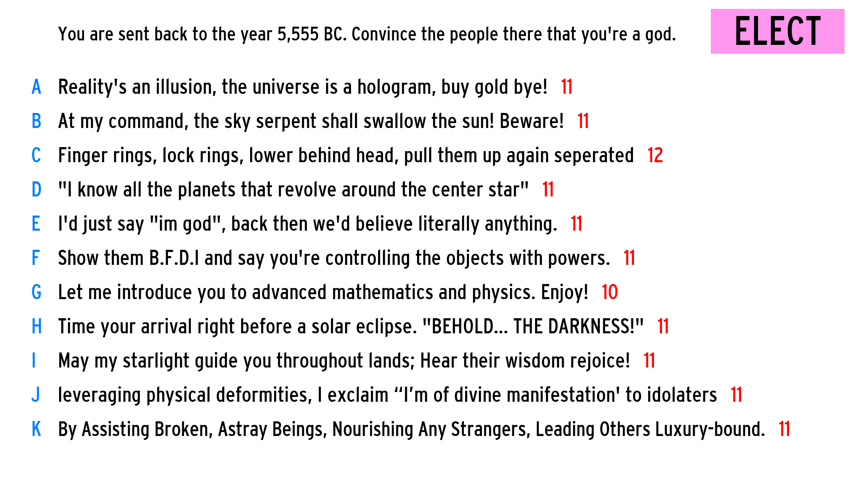 You are sent back to the year 5,555 BC. Convince the people there that you're a god.
ELECT
A Reality's an illusion, the universe is a hologram, buy gold bye! 11
B At my command, the sky serpent shall swallow the sun! Beware! 11
C Finger rings, lock rings, lower behind head, pull them up again seperated 12
D "I know all the planets that revolve around the center star" 11
E I'd just say "im god", back then we'd believe literally anything. 11
F Show them B.F.D.I and say you're controlling the objects with powers. 11
G Let me introduce you to advanced mathematics and physics. Enjoy! 10
H Time your arrival right before a solar eclipse. "BEHOLD... THE DARKNESS!" 11
I May my starlight guide you throughout lands; Hear their wisdom rejoice! 11
J leveraging physical deformities, I exclaim “I’m of divine manifestation' to idolaters 11
K By Assisting Broken, Astray Beings, Nourishing Any Strangers, Leading Others Luxury-bound. 11